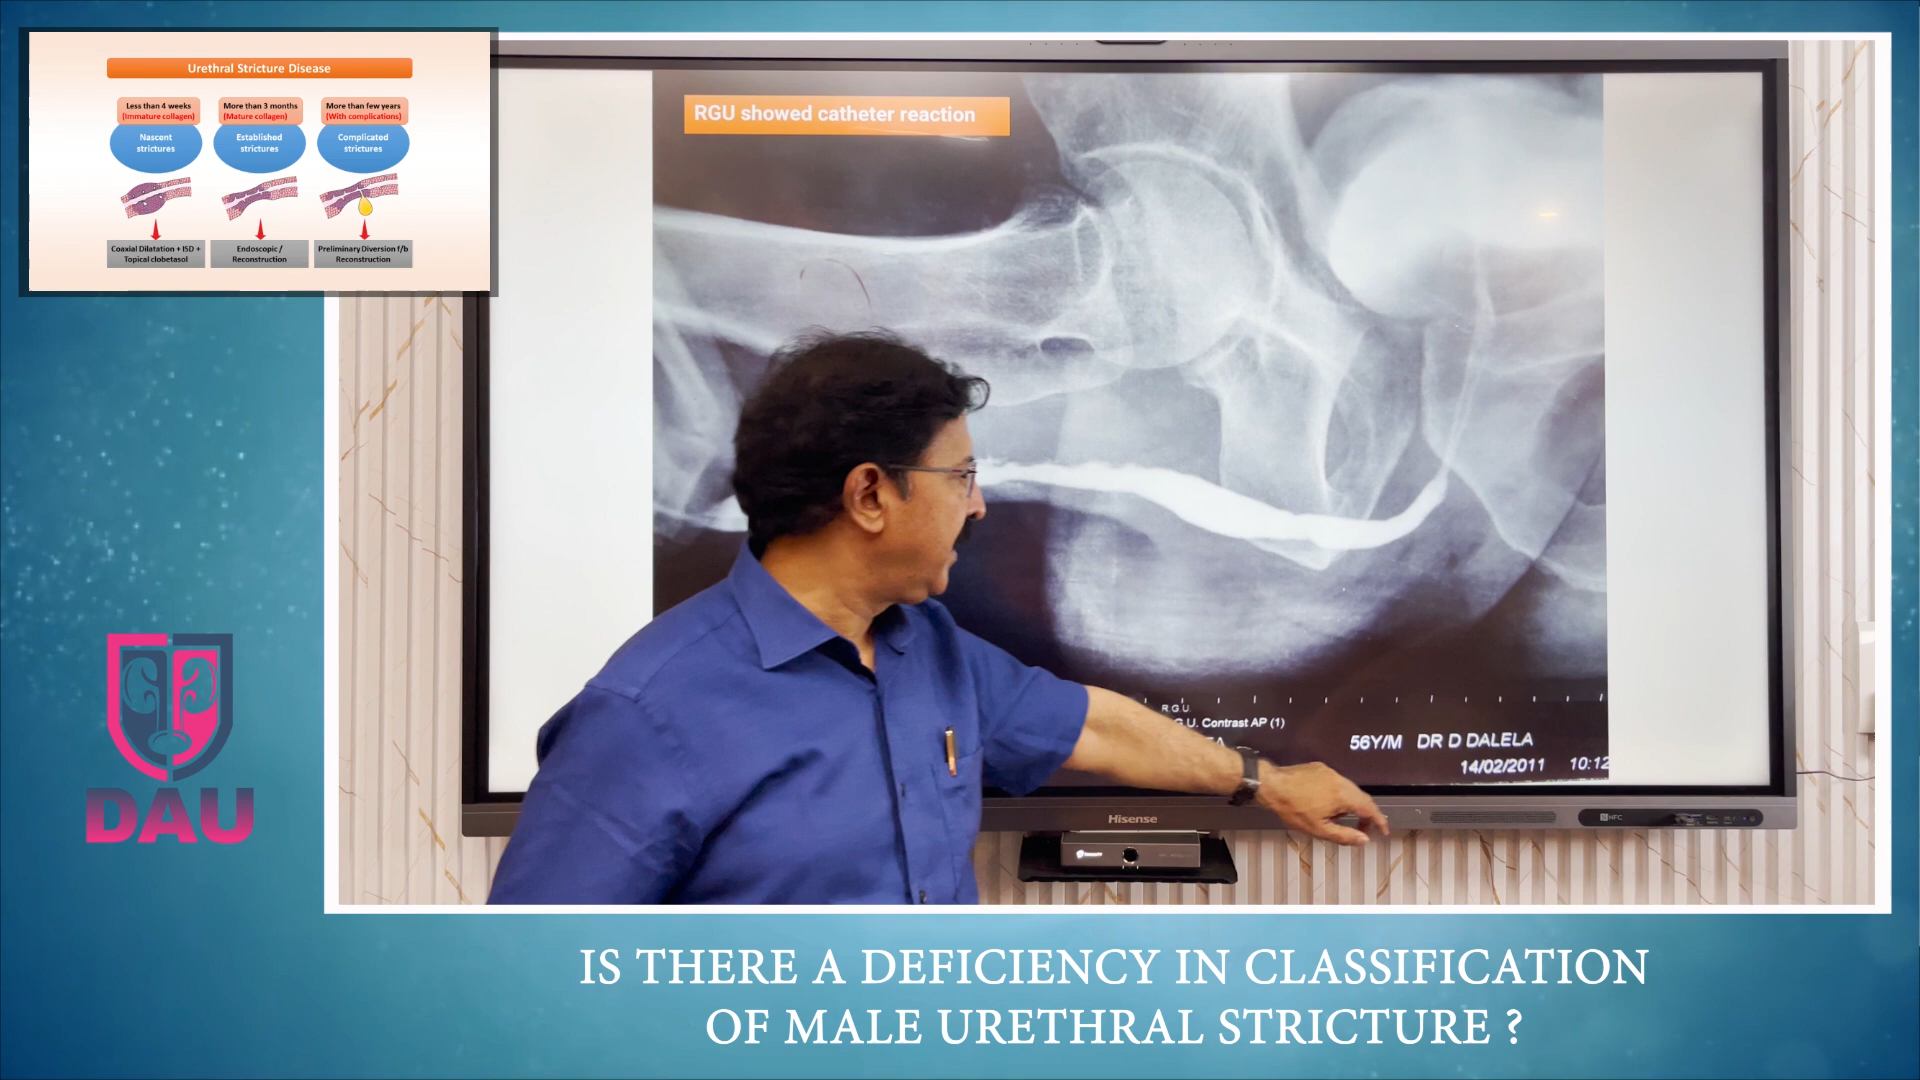 Urethral Stricture Disease
Less than 4 weeks
(Immature collagen)
Nascent
strictures
Coaxial Dilatation + ISD +
Topical clobetasol
More than 3 months
(Mature collagen)
Established
strictures
Endoscopic /
Reconstruction
More than few years
(With complications)
Complicated
strictures
Preliminary Diversion f/b
Reconstruction
RGU showed catheter reaction
R.G.U.
G.U. Contrast AP (1)
56Y/M DR D DALELA
14/02/2011 10:12
Hisense
NFC
DAU
IS THERE A DEFICIENCY IN CLASSIFICATION
OF MALE URETHRAL STRICTURE ?